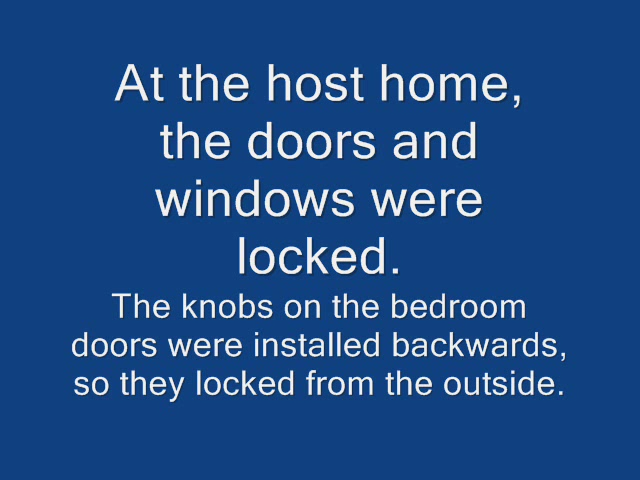 At the host home,
the doors and
windows were
locked.
The knobs on the bedroom
doors were installed backwards,
so they locked from the outside.